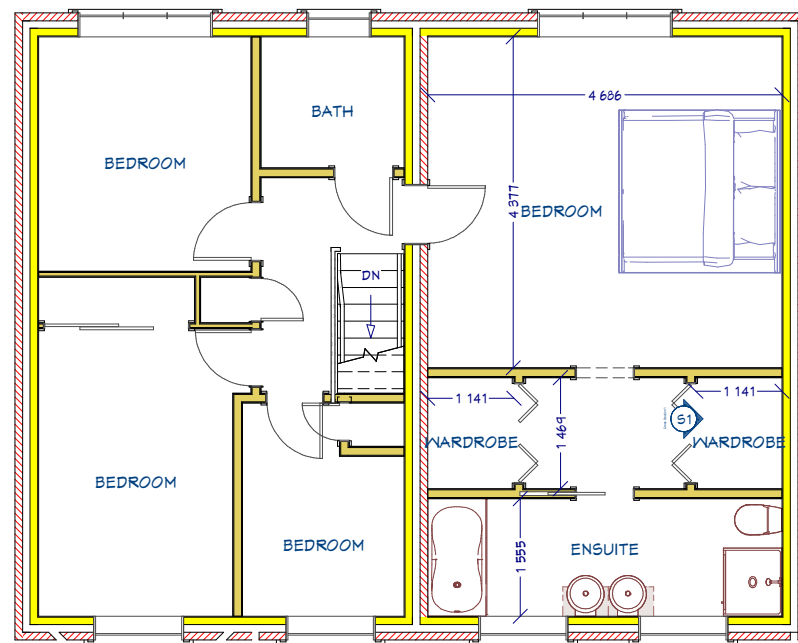 4 686
BATH
BEDROOM
4 377
BEDROOM
DN
1 141
1 141
1 469
S1
WARDROBE
WARDROBE
BEDROOM
1 555
BEDROOM
ENSUITE